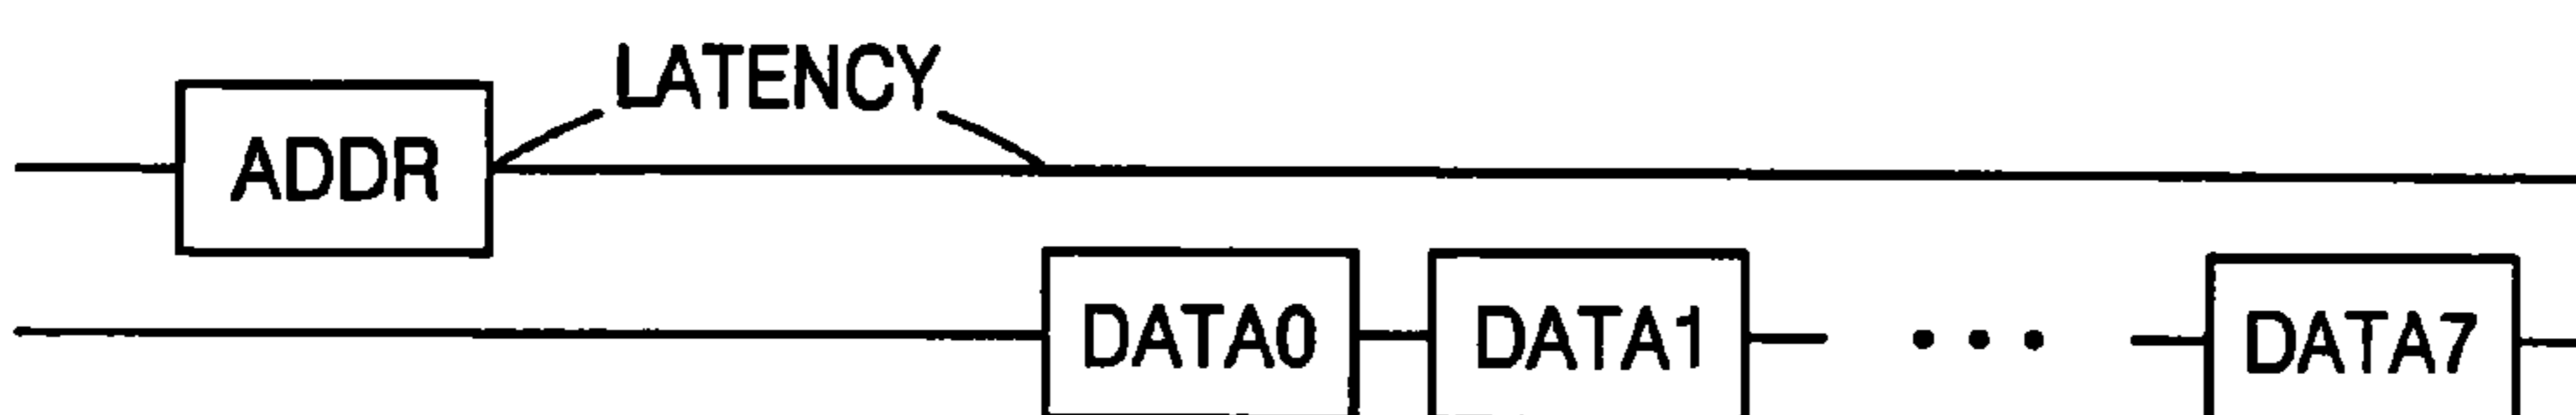 LATENCY
ADDR
DATA0 DATA1 • • • DATA7